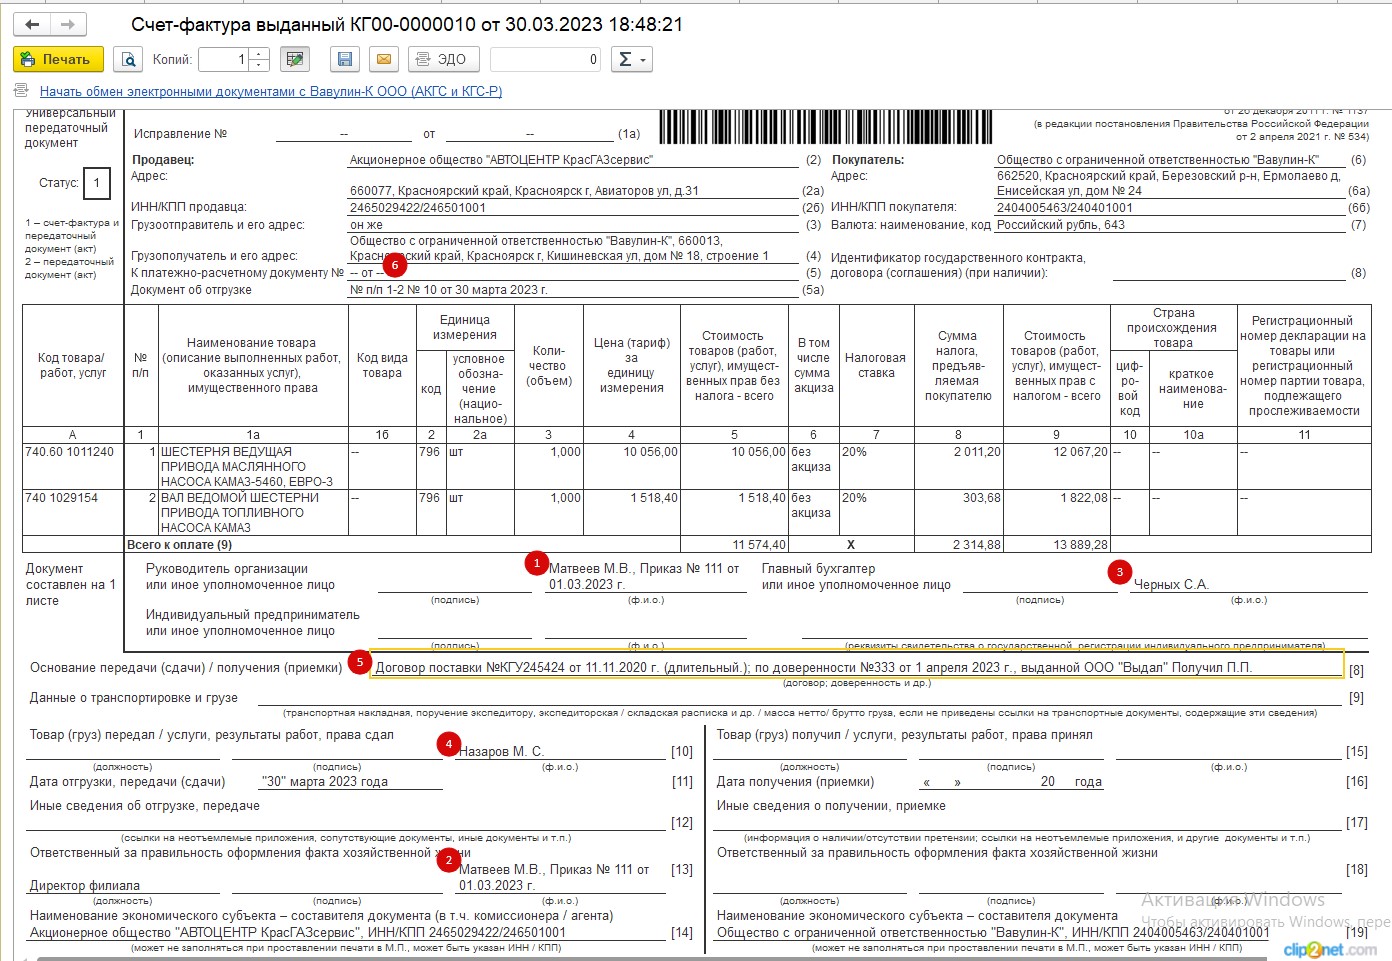 Счет-фактура выданный КГ00-0000010 от 30.03.2023 18:48:21
Печать
Копий: 1
ЭДО
0
Σ
Начать обмен электронными документами с Вавулин-К ООО (АКГС и КГС-Р)
Универсальный
передаточный
документ
Статус: 1
1 – счет-фактура и
передаточный
документ (акт)
2 – передаточный
документ (акт)
Исправление № -- от -- (1а)
от 26 декабря 2011 г. № 1137
(в редакции постановления Правительства Российской Федерации
от 2 апреля 2021 г. № 534)
Продавец: Акционерное общество "АВТОЦЕНТР КрасГАЗсервис" (2)
Адрес:
660077, Красноярский край, Красноярск г, Авиаторов ул, д.31 (2а)
ИНН/КПП продавца: 2465029422/246501001 (2б)
Грузоотправитель и его адрес: он же (3)
Общество с ограниченной ответственностью "Вавулин-К", 660013,
Грузополучатель и его адрес: Красноярский край, Красноярск г, Кишиневская ул, дом № 18, строение 1 (4)
6
К платежно-расчетному документу № -- от -- (5)
Документ об отгрузке № п/п 1-2 № 10 от 30 марта 2023 г. (5а)
Покупатель: Общество с ограниченной ответственностью "Вавулин-К" (6)
Адрес: 662520, Красноярский край, Березовский р-н, Ермолаево д,
Енисейская ул, дом № 24 (6а)
ИНН/КПП покупателя: 2404005463/240401001 (6б)
Валюта: наименование, код Российский рубль, 643 (7)
Идентификатор государственного контракта,
договора (соглашения) (при наличии): (8)
Код товара/
работ, услуг
№
п/п
Наименование товара
(описание выполненных работ,
оказанных услуг),
имущественного права
Код вида
товара
Единица
измерения
код
условное
обозна-
чение
(нацио-
нальное)
Коли-
чество
(объем)
Цена (тариф)
за
единицу
измерения
Стоимость
товаров (работ,
услуг), имущест-
венных прав без
налога - всего
В том
числе
сумма
акциза
Налоговая
ставка
Сумма
налога,
предъяв-
ляемая
покупателю
Стоимость
товаров (работ,
услуг), имущест-
венных прав с
налогом - всего
Страна
происхождения
товара
циф-
ро-
вой
код
краткое
наименова-
ние
Регистрационный
номер декларации на
товары или
регистрационный
номер партии товара,
подлежащего
прослеживаемости
А 1 1а 1б 2 2а 3 4 5 6 7 8 9 10 10а 11
740.60 1011240 1 ШЕСТЕРНЯ ВЕДУЩАЯ -- 796 шт 1,000 10 056,00 10 056,00 без 20% 2 011,20 12 067,20 -- -- --
ПРИВОДА МАСЛЯННОГО акциза
НАСОСА КАМАЗ-5460, ЕВРО-3
740 1029154 2 ВАЛ ВЕДОМОЙ ШЕСТЕРНИ -- 796 шт 1,000 1 518,40 1 518,40 без 20% 303,68 1 822,08 -- -- --
ПРИВОДА ТОПЛИВНОГО акциза
НАСОСА КАМАЗ
Всего к оплате (9) 11 574,40 Х 2 314,88 13 889,28
Документ
составлен на 1
листе
Руководитель организации
или иное уполномоченное лицо
1
Матвеев М.В., Приказ № 111 от
01.03.2023 г.
(подпись) (ф.и.о.)
Главный бухгалтер
или иное уполномоченное лицо
3
Черных С.А.
(подпись) (ф.и.о.)
Индивидуальный предприниматель
или иное уполномоченное лицо
(подпись) (ф.и.о.) (реквизиты свидетельства о государственной регистрации индивидуального предпринимателя)
Основание передачи (сдачи) / получения (приемки) 5 Договор поставки №КГУ245424 от 11.11.2020 г. (длительный.); по доверенности №333 от 1 апреля 2023 г., выданной ООО "Выдал" Получил П.П. [8]
(договор; доверенность и др.)
Данные о транспортировке и грузе [9]
(транспортная накладная, поручение экспедитору, экспедиторская / складская расписка и др. / масса нетто/ брутто груза, если не приведены ссылки на транспортные документы, содержащие эти сведения)
Товар (груз) передал / услуги, результаты работ, права сдал
4
Назаров М. С. [10]
(должность) (подпись) (ф.и.о.)
Дата отгрузки, передачи (сдачи) "30" марта 2023 года [11]
Иные сведения об отгрузке, передаче
[12]
(ссылки на неотъемлемые приложения, сопутствующие документы, иные документы и т.п.)
Ответственный за правильность оформления факта хозяйственной жизни
2
Матвеев М.В., Приказ № 111 от [13]
Директор филиала 01.03.2023 г.
(должность) (подпись) (ф.и.о.)
Наименование экономического субъекта – составителя документа (в т.ч. комиссионера / агента)
Акционерное общество "АВТОЦЕНТР КрасГАЗсервис", ИНН/КПП 2465029422/246501001 [14]
(может не заполняться при проставлении печати в М.П., может быть указан ИНН / КПП)
Товар (груз) получил / услуги, результаты работ, права принял
[15]
(должность) (подпись) (ф.и.о.)
Дата получения (приемки) « » 20 года [16]
Иные сведения о получении, приемке
[17]
(информация о наличии/отсутствии претензии; ссылки на неотъемлемые приложения, и другие документы и т.п.)
Ответственный за правильность оформления факта хозяйственной жизни
[18]
(должность) (подпись) (ф.и.о.)
Наименование экономического субъекта – составителя документа
Общество с ограниченной ответственностью "Вавулин-К", ИНН/КПП 2404005463/240401001 [19]
(может не заполняться при проставлении печати в М.П., может быть указан ИНН / КПП)
Активация Windows
Чтобы активировать Windows, пере
clip2net.com